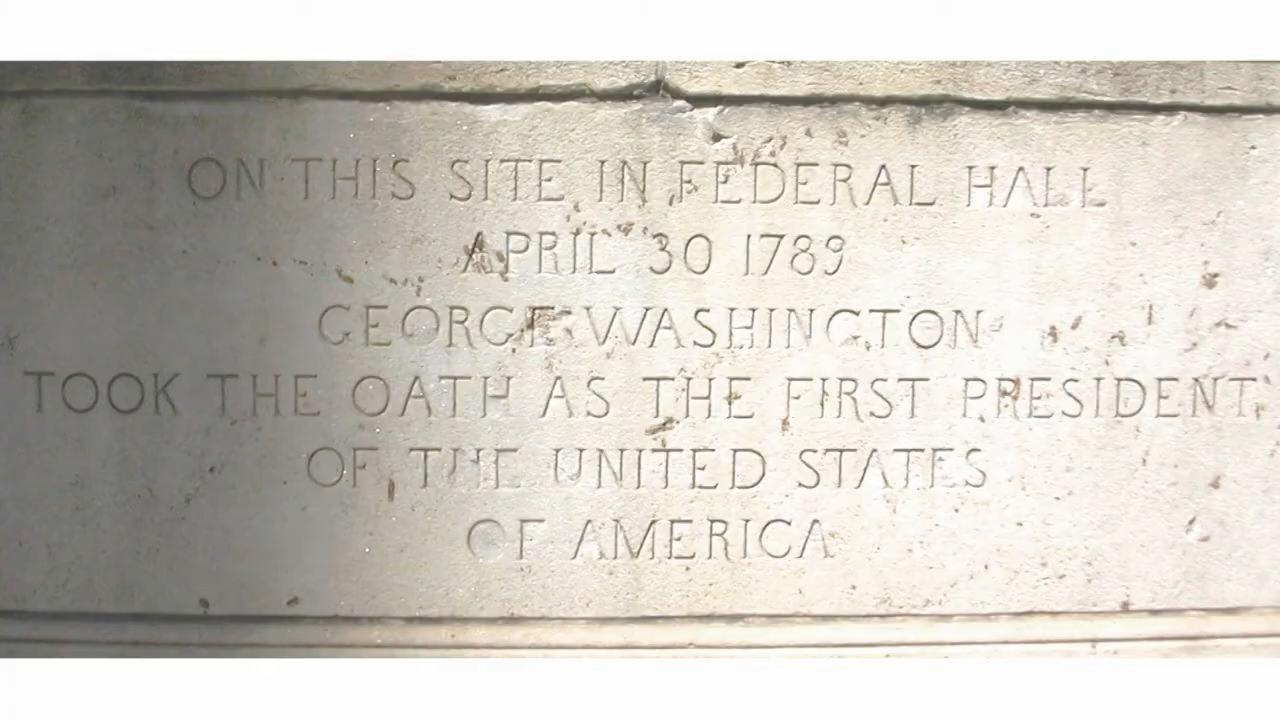 ON THIS SITE IN FEDERAL HALL
APRIL 30 1789
GEORGE WASHINGTON
TOOK THE OATH AS THE FIRST PRESIDENT
OF THE UNITED STATES
OF AMERICA